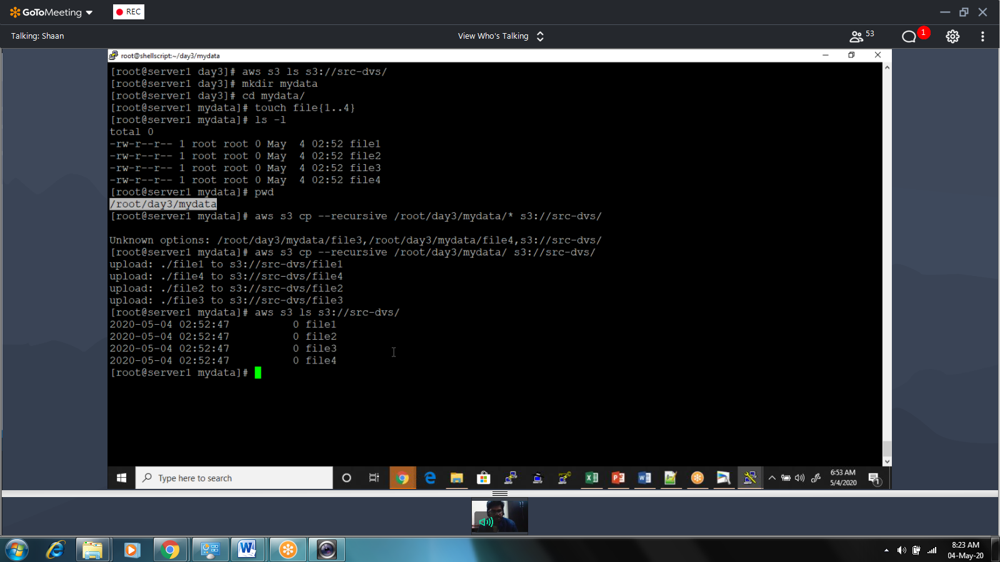 GoToMeeting
REC
Talking: Shaan
View Who's Talking
53
1
root@shellscript:~/day3/mydata
[root@server1 day3]# aws s3 ls s3://src-dvs/
[root@server1 day3]# mkdir mydata
[root@server1 day3]# cd mydata/
[root@server1 mydata]# touch file{1..4}
[root@server1 mydata]# ls -l
total 0
-rw-r--r-- 1 root root 0 May  4 02:52 file1
-rw-r--r-- 1 root root 0 May  4 02:52 file2
-rw-r--r-- 1 root root 0 May  4 02:52 file3
-rw-r--r-- 1 root root 0 May  4 02:52 file4
[root@server1 mydata]# pwd
/root/day3/mydata
[root@server1 mydata]# aws s3 cp --recursive /root/day3/mydata/* s3://src-dvs/
Unknown options: /root/day3/mydata/file3,/root/day3/mydata/file4,s3://src-dvs/
[root@server1 mydata]# aws s3 cp --recursive /root/day3/mydata/ s3://src-dvs/
upload: ./file1 to s3://src-dvs/file1
upload: ./file4 to s3://src-dvs/file4
upload: ./file2 to s3://src-dvs/file2
upload: ./file3 to s3://src-dvs/file3
[root@server1 mydata]# aws s3 ls s3://src-dvs/
2020-05-04 02:52:47          0 file1
2020-05-04 02:52:47          0 file2
2020-05-04 02:52:47          0 file3
2020-05-04 02:52:47          0 file4
[root@server1 mydata]#
Type here to search
6:53 AM
5/4/2020
1
8:23 AM
04-May-20